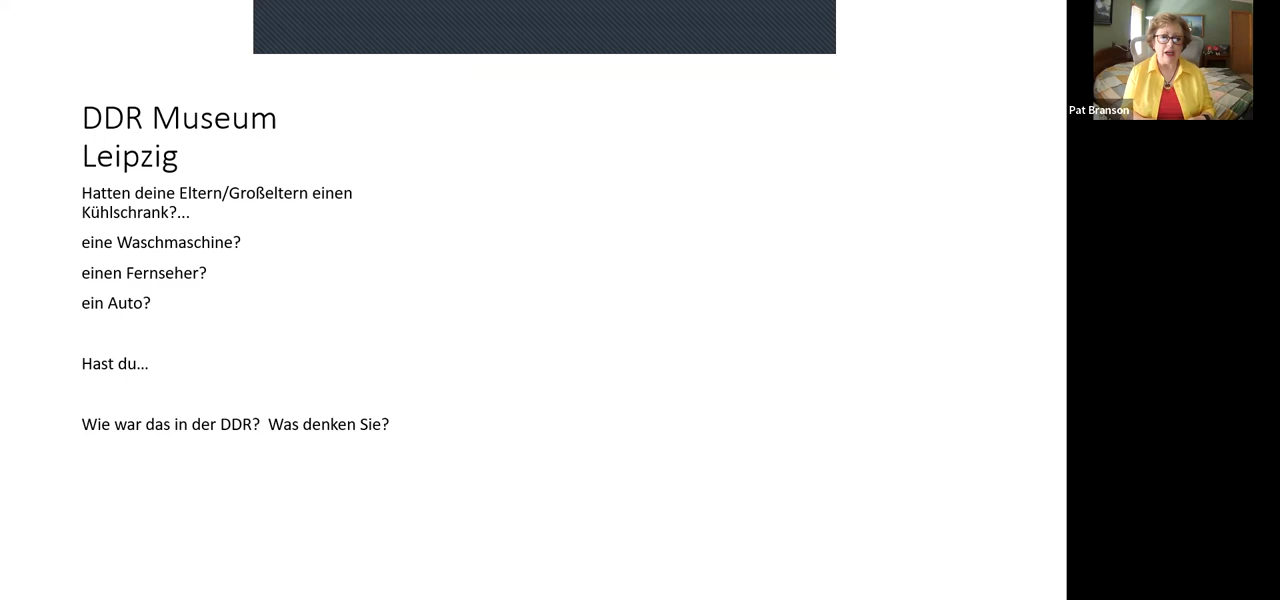 DDR Museum
Leipzig
Hatten deine Eltern/Großeltern einen
Kühlschrank?...
eine Waschmaschine?
einen Fernseher?
ein Auto?
Hast du...
Wie war das in der DDR?  Was denken Sie?
Pat Branson